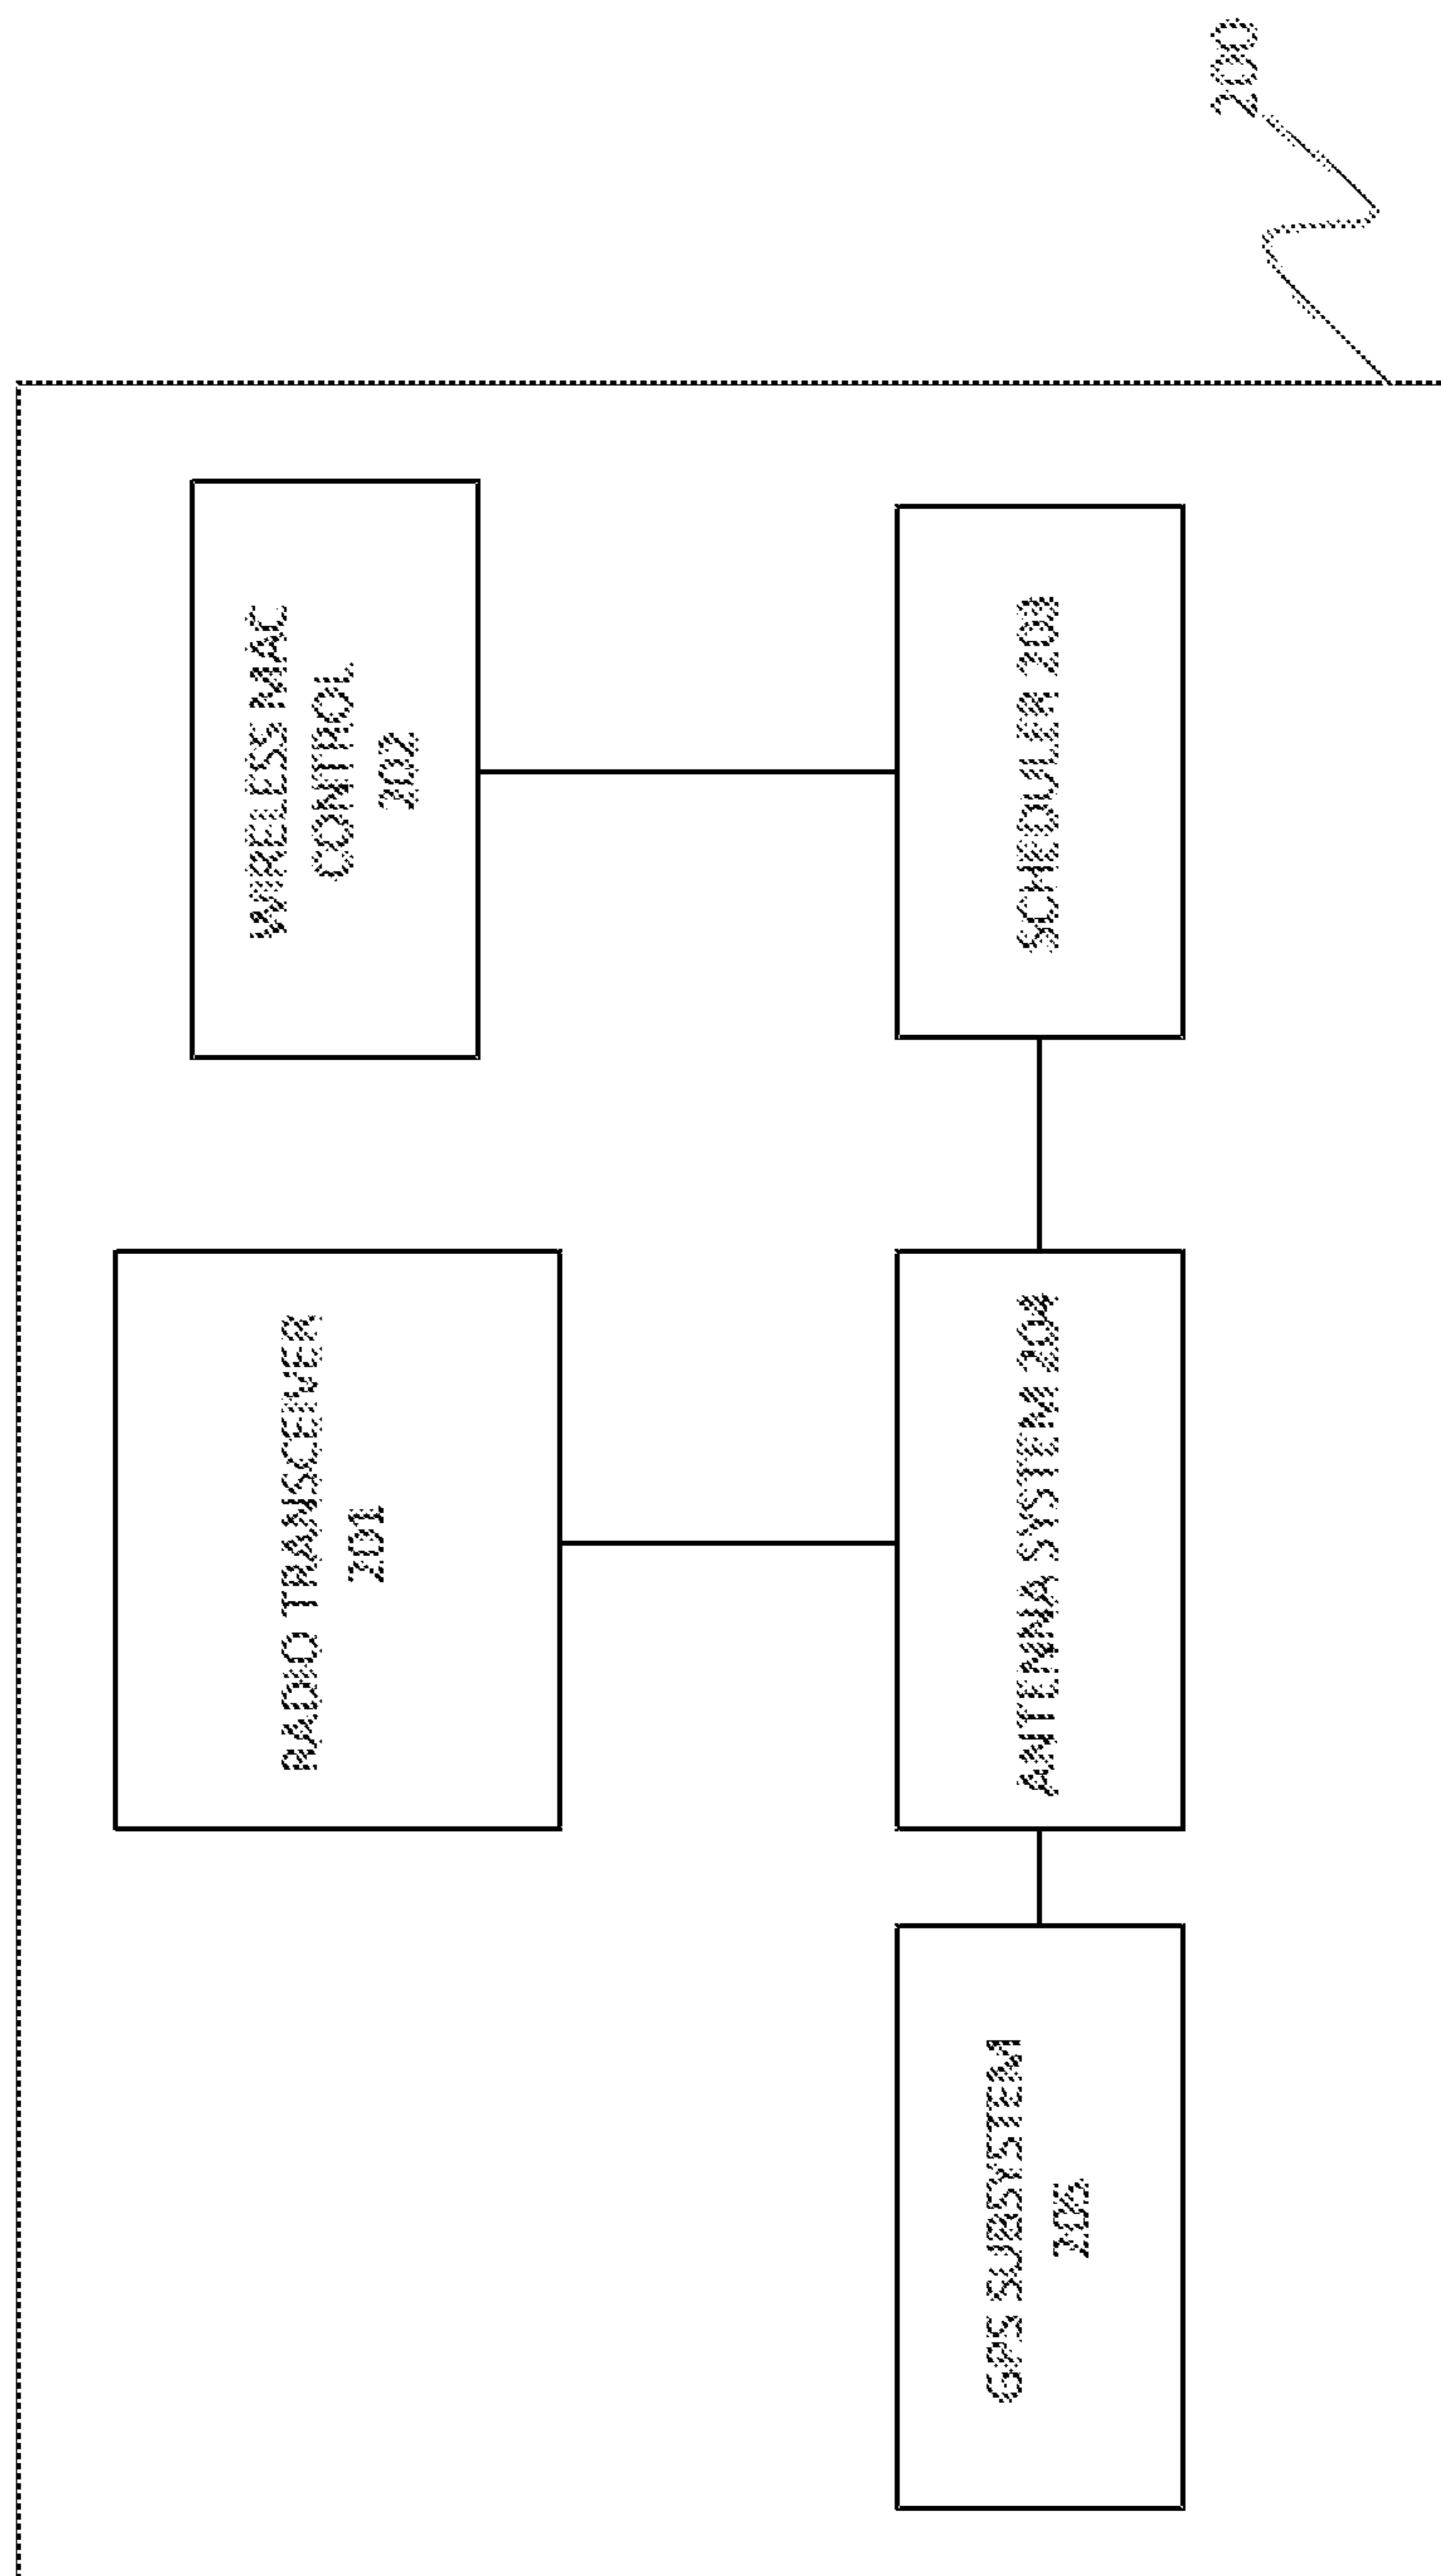 200
RADIO TRANSCEIVER
201
WIRELESS MAC
CONTROL
202
GPS SUBSYSTEM
205
ANTENNA SYSTEM 204
SCHEDULER 203